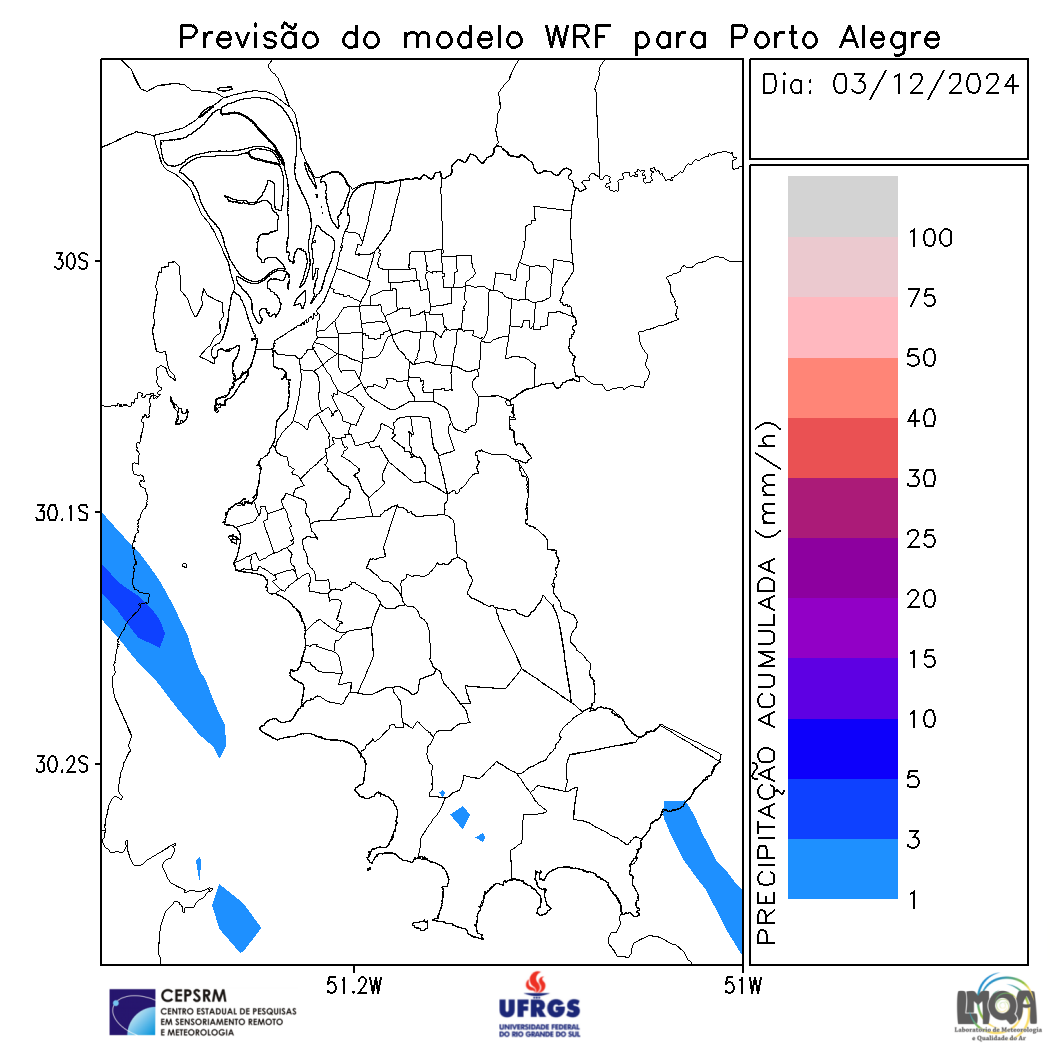 Previsão do modelo WRF para Porto Alegre
Dia: 03/12/2024
30S
30.1S
30.2S
51.2W
51W
PRECIPITAÇÃO ACUMULADA (mm/h)
100
75
50
40
30
25
20
15
10
5
3
1
CEPSRM
CENTRO ESTADUAL DE PESQUISAS
EM SENSORIAMENTO REMOTO
E METEOROLOGIA
UFRGS
UNIVERSIDADE FEDERAL
DO RIO GRANDE DO SUL
LMQA
Laboratório de Meteorologia
e Qualidade do Ar